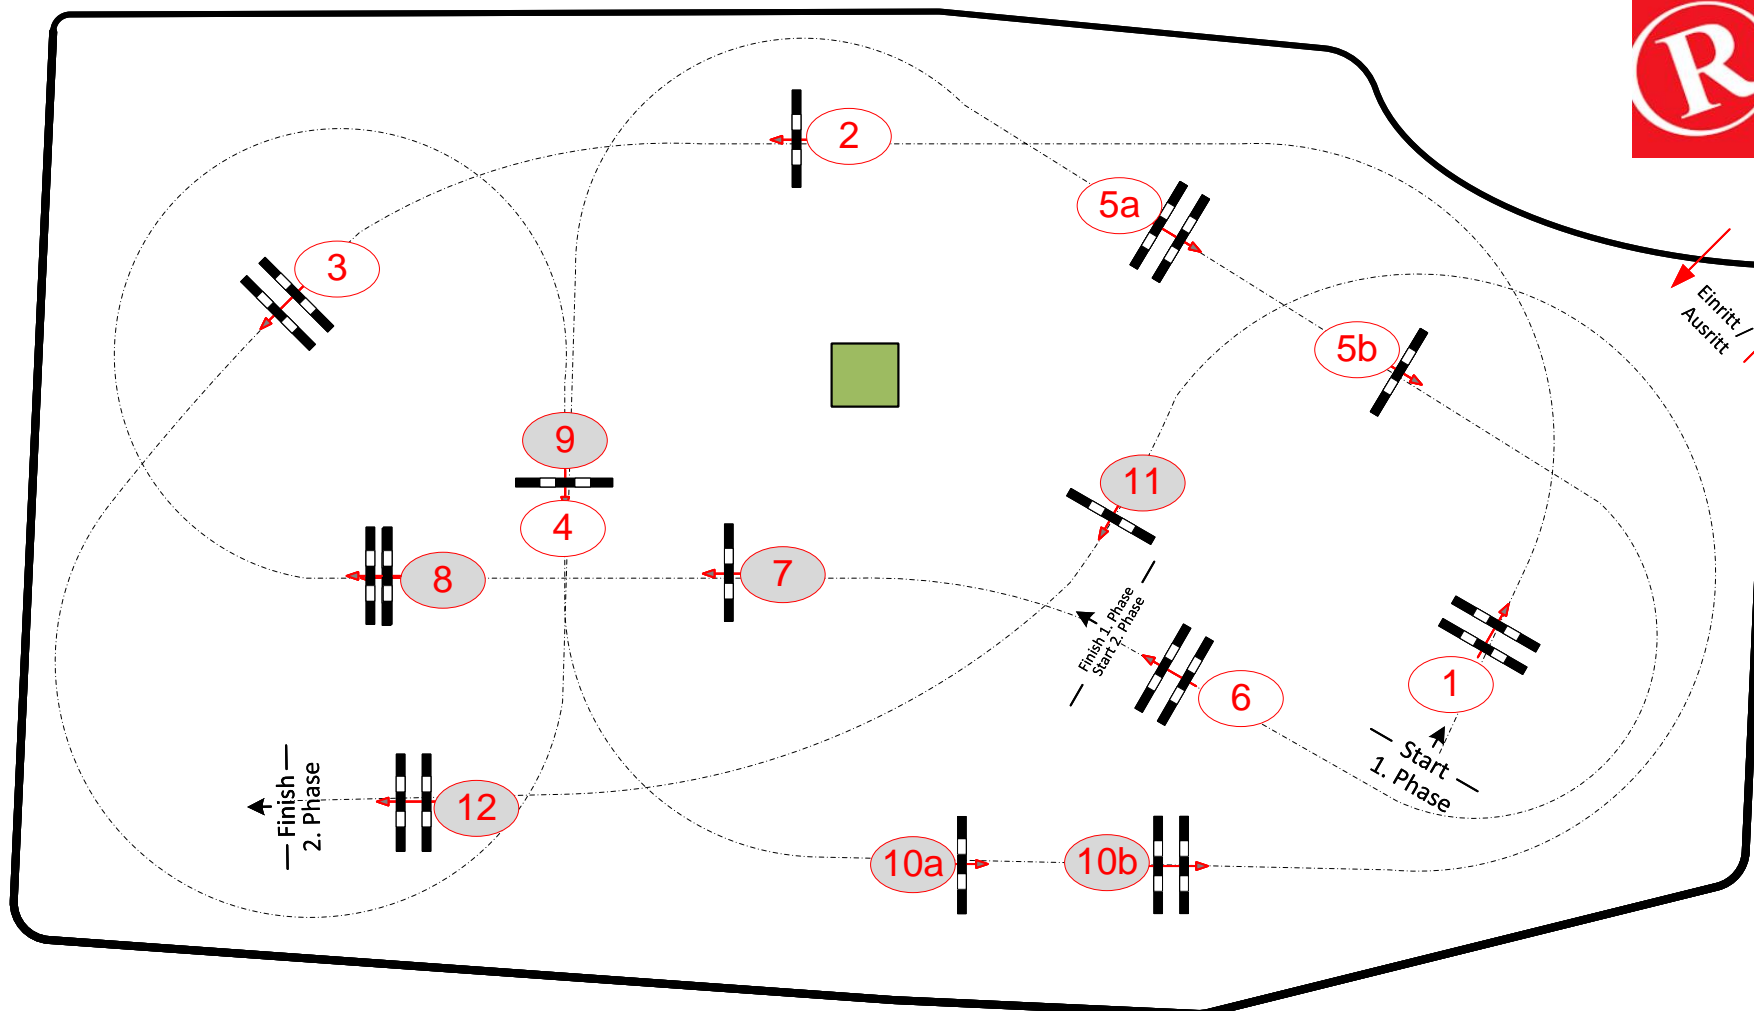 R
2
5a
3
Einritt /
Ausritt
5b
9
11
4
8
7
Finish 1. Phase
Start 2. Phase
6
1
Start
1. Phase
Finish
2. Phase
12
10a
10b